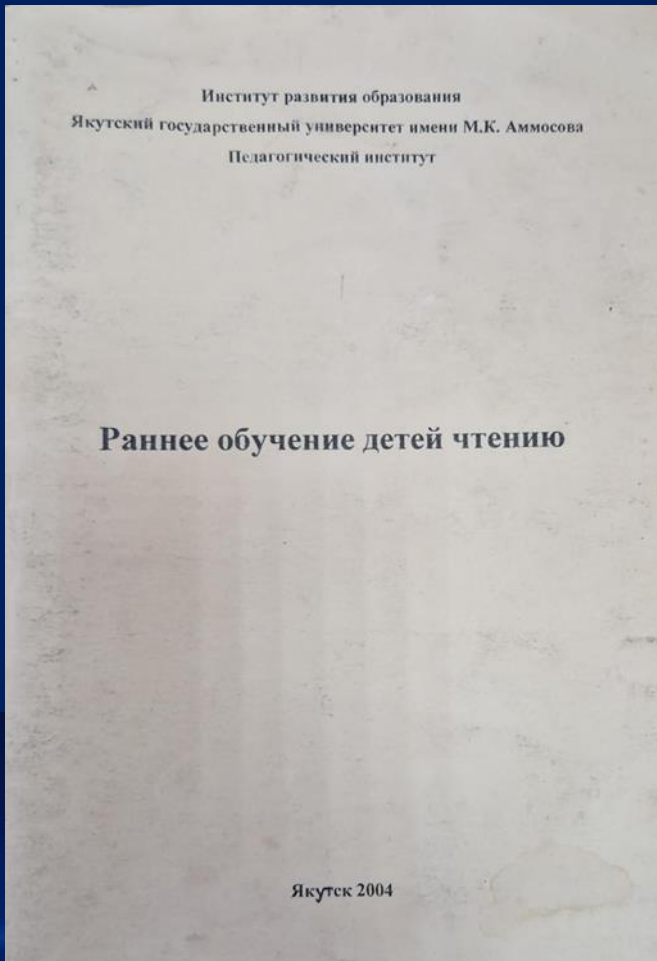 Институт развития образования
Якутский государственный университет имени М.К. Аммосова
Педагогический институт
Раннее обучение детей чтению
Якутск 2004